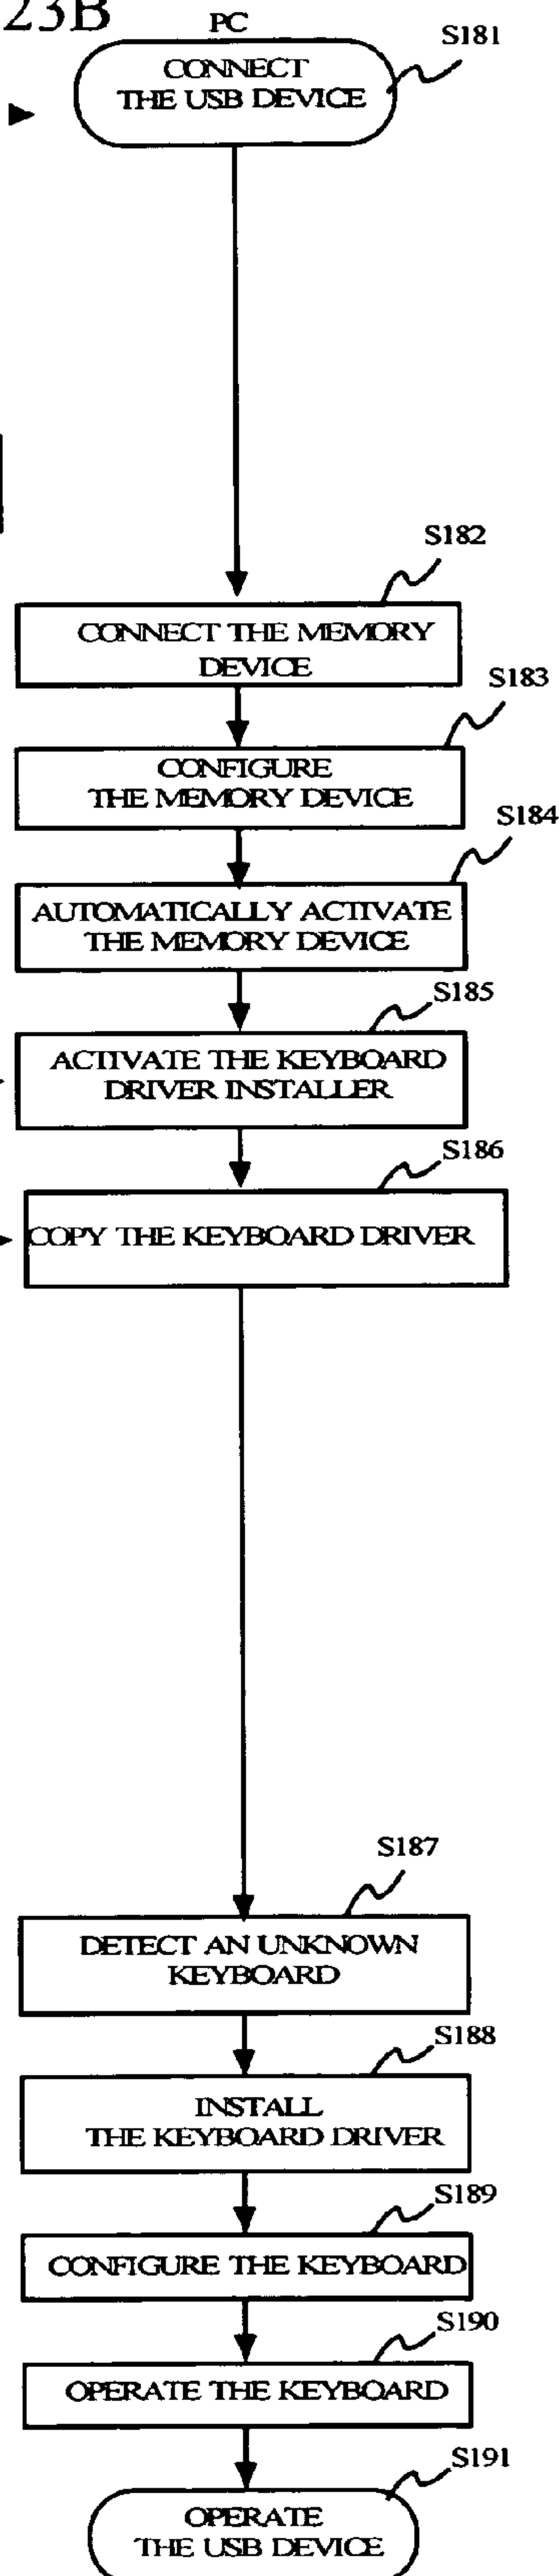 23B
PC
S181
CONNECT
THE USB DEVICE
S182
CONNECT THE MEMORY
DEVICE
S183
CONFIGURE
THE MEMORY DEVICE
S184
AUTOMATICALLY ACTIVATE
THE MEMORY DEVICE
S185
ACTIVATE THE KEYBOARD
DRIVER INSTALLER
S186
COPY THE KEYBOARD DRIVER
S187
DETECT AN UNKNOWN
KEYBOARD
S188
INSTALL
THE KEYBOARD DRIVER
S189
CONFIGURE THE KEYBOARD
S190
OPERATE THE KEYBOARD
S191
OPERATE
THE USB DEVICE